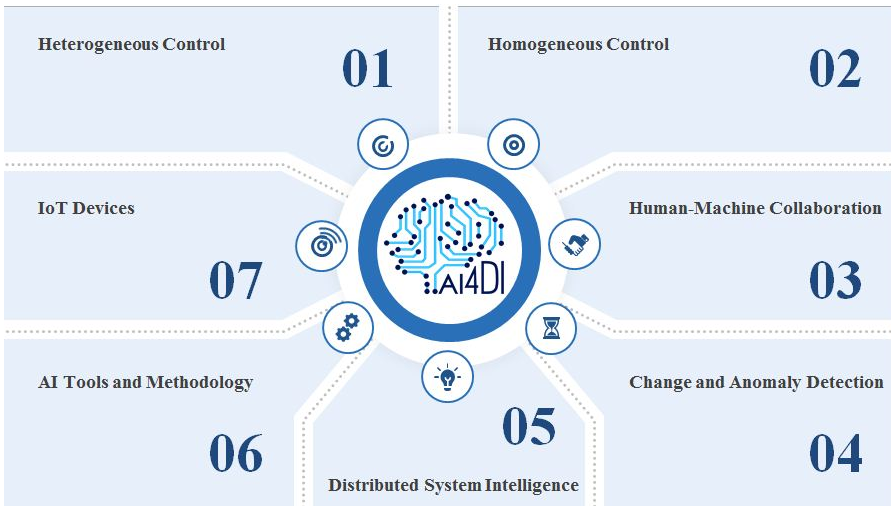 Heterogeneous Control
01
Homogeneous Control
02
IoT Devices
07
Human-Machine Collaboration
03
AI4DI
AI Tools and Methodology
06
Distributed System Intelligence
05
Change and Anomaly Detection
04